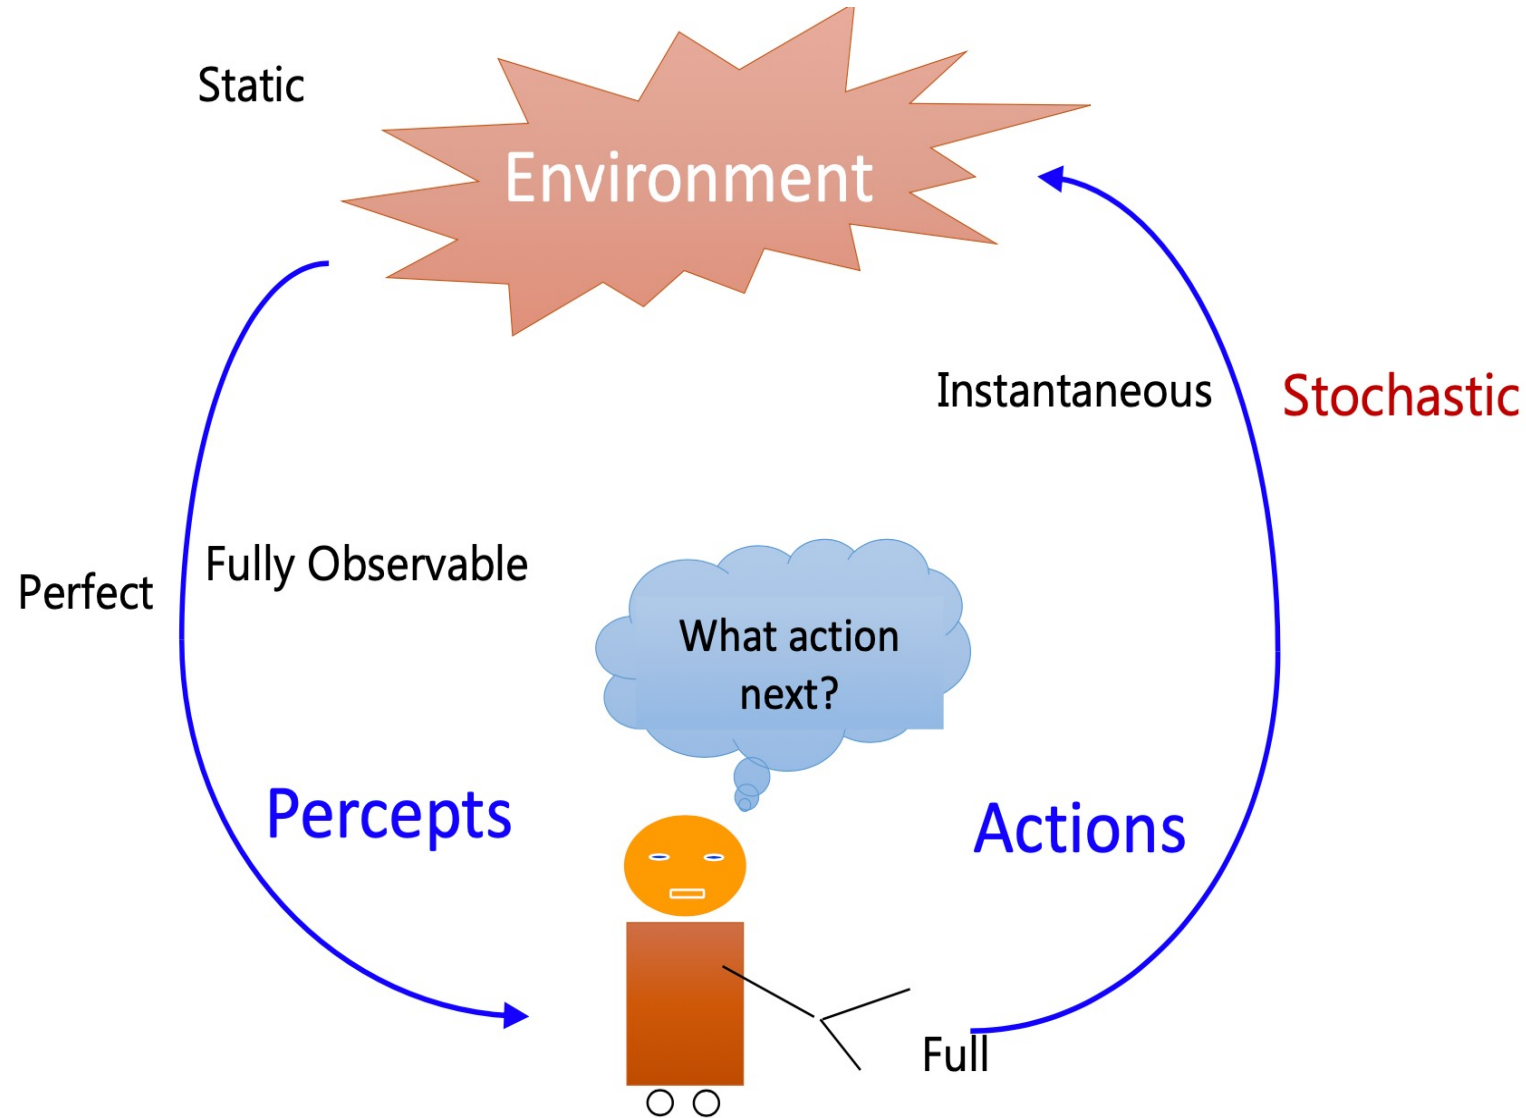 Static
Environment
Instantaneous
Stochastic
Fully Observable
Perfect
What action
next?
Percepts
Actions
Full